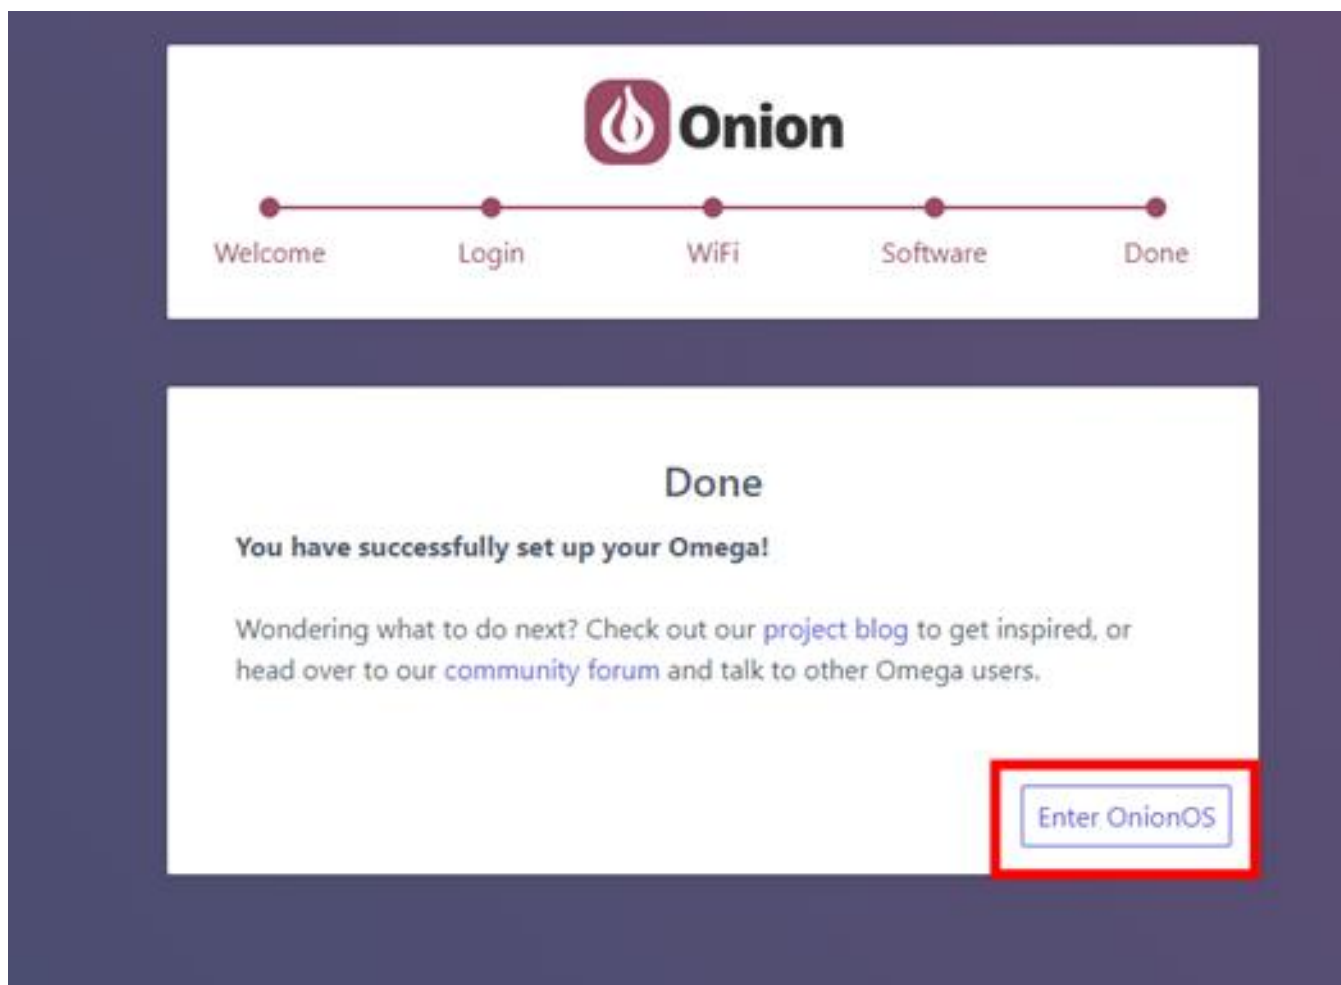 Onion
Welcome Login WiFi Software Done
Done
You have successfully set up your Omega!
Wondering what to do next? Check out our project blog to get inspired, or
head over to our community forum and talk to other Omega users.
Enter OnionOS